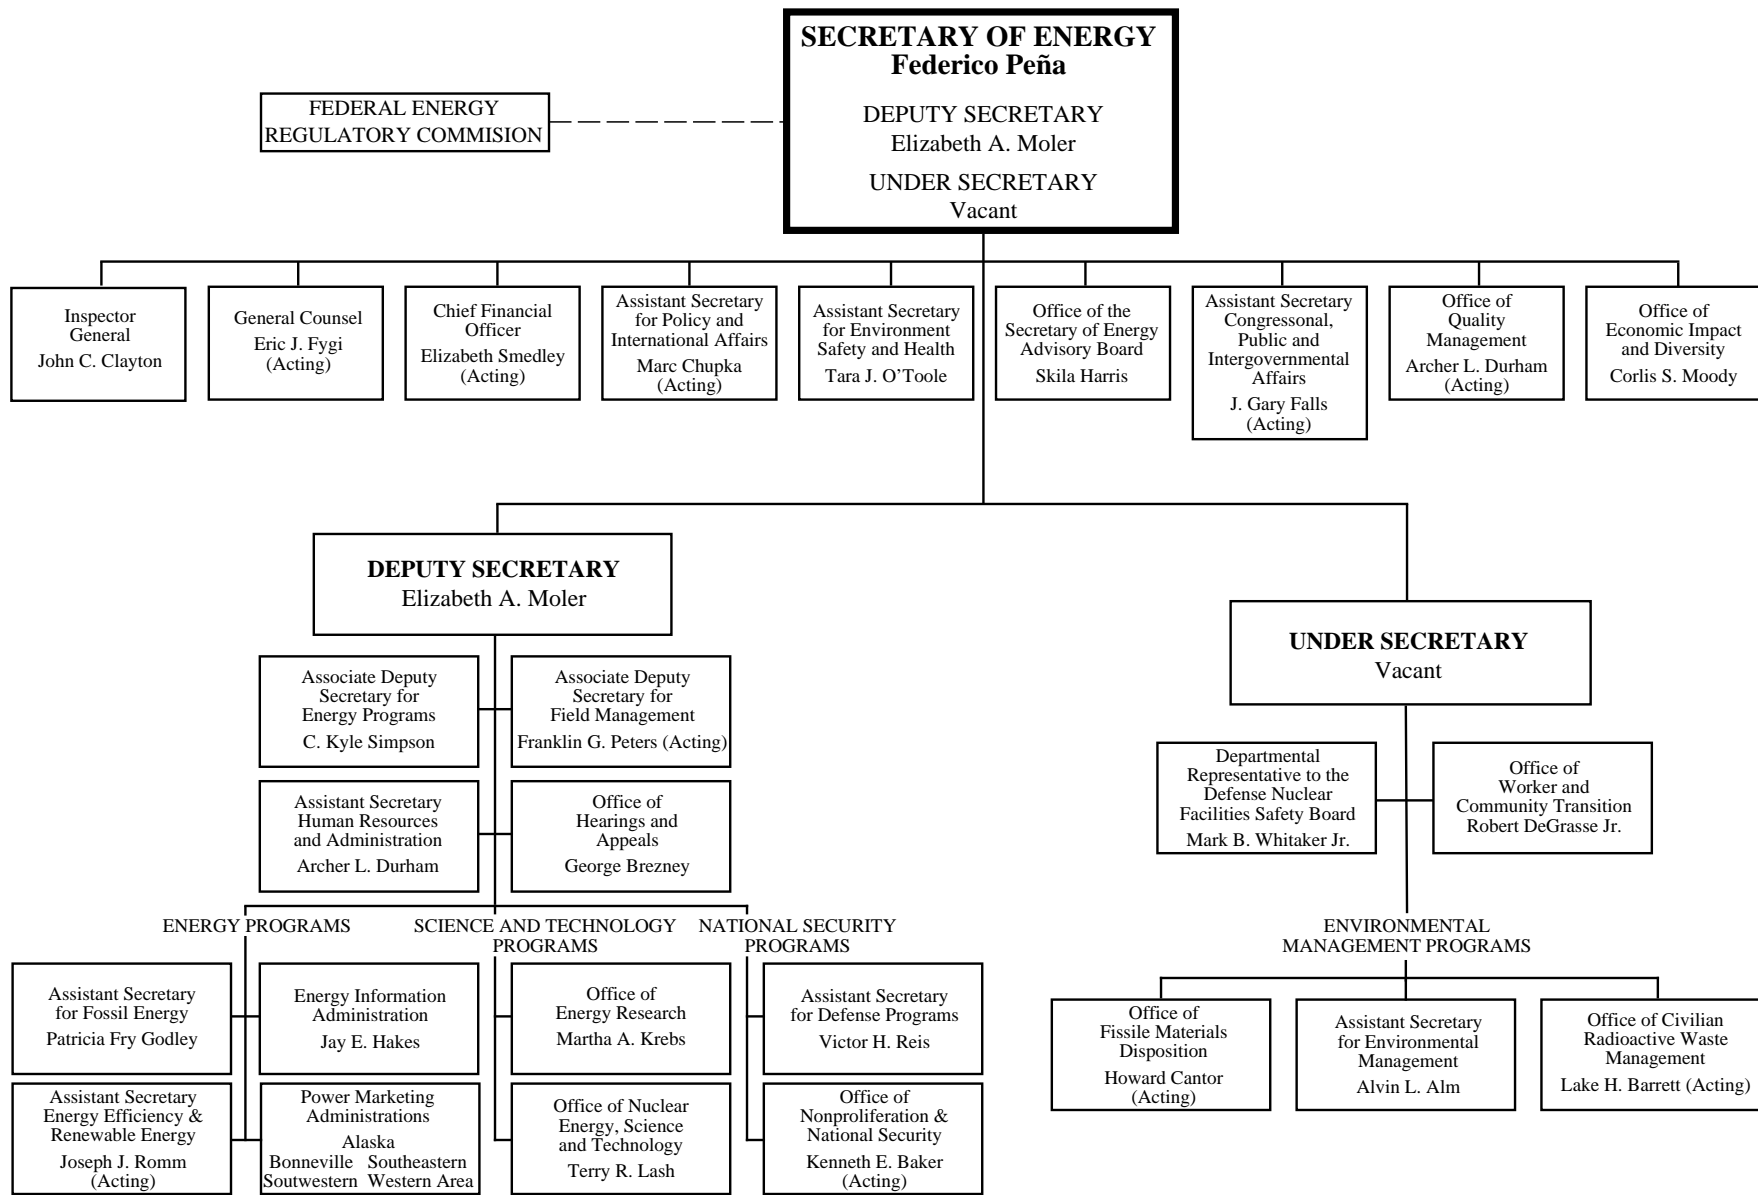 SECRETARY OF ENERGY
Federico Peña
DEPUTY SECRETARY
Elizabeth A. Moler
UNDER SECRETARY
Vacant
FEDERAL ENERGY
REGULATORY COMMISION
Inspector
General
John C. Clayton
General Counsel
Eric J. Fygi
(Acting)
Chief Financial
Officer
Elizabeth Smedley
(Acting)
Assistant Secretary
for Policy and
International Affairs
Marc Chupka
(Acting)
Assistant Secretary
for Environment
Safety and Health
Tara J. O’Toole
Office of the
Secretary of Energy
Advisory Board
Skila Harris
Assistant Secretary
Congressonal,
Public and
Intergovernmental
Affairs
J. Gary Falls
(Acting)
Office of
Quality
Management
Archer L. Durham
(Acting)
Office of
Economic Impact
and Diversity
Corlis S. Moody
DEPUTY SECRETARY
Elizabeth A. Moler
Associate Deputy
Secretary for
Energy Programs
C. Kyle Simpson
Associate Deputy
Secretary for
Field Management
Franklin G. Peters (Acting)
Assistant Secretary
Human Resources
and Administration
Archer L. Durham
Office of
Hearings and
Appeals
George Brezney
ENERGY PROGRAMS
Assistant Secretary
for Fossil Energy
Patricia Fry Godley
Energy Information
Administration
Jay E. Hakes
Assistant Secretary
Energy Efficiency &
Renewable Energy
Joseph J. Romm
(Acting)
Power Marketing
Administrations
Alaska
Bonneville Southeastern
Soutwestern Western Area
SCIENCE AND TECHNOLOGY
PROGRAMS
Office of
Energy Research
Martha A. Krebs
Office of Nuclear
Energy, Science
and Technology
Terry R. Lash
NATIONAL SECURITY
PROGRAMS
Assistant Secretary
for Defense Programs
Victor H. Reis
Office of
Nonproliferation &
National Security
Kenneth E. Baker
(Acting)
UNDER SECRETARY
Vacant
Departmental
Representative to the
Defense Nuclear
Facilities Safety Board
Mark B. Whitaker Jr.
Office of
Worker and
Community Transition
Robert DeGrasse Jr.
ENVIRONMENTAL
MANAGEMENT PROGRAMS
Office of
Fissile Materials
Disposition
Howard Cantor
(Acting)
Assistant Secretary
for Environmental
Management
Alvin L. Alm
Office of Civilian
Radioactive Waste
Management
Lake H. Barrett (Acting)